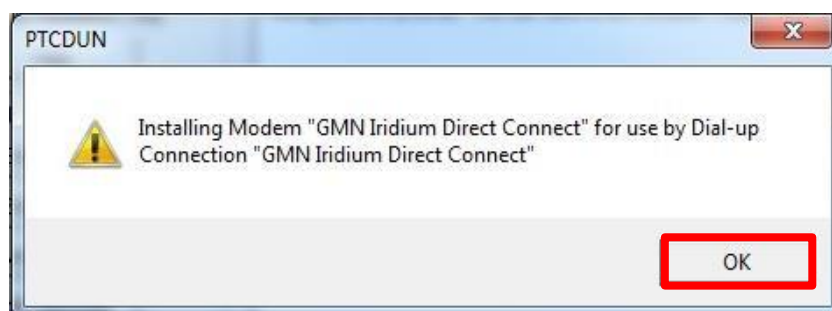 PTCDUN
Installing Modem "GMN Iridium Direct Connect" for use by Dial-up
Connection "GMN Iridium Direct Connect"
OK